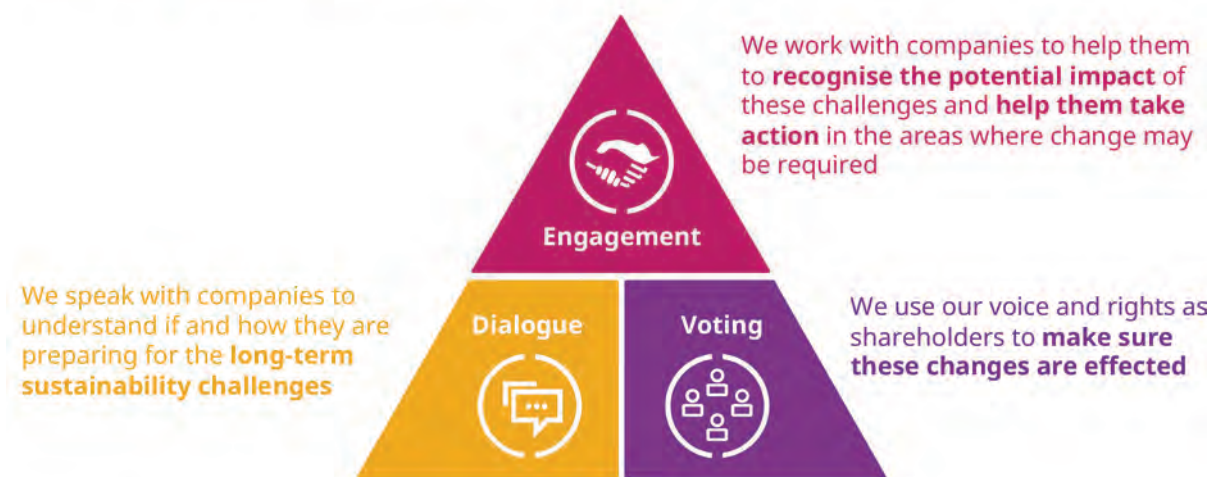 We work with companies to help them
to recognise the potential impact of
these challenges and help them take
action in the areas where change may
be required
Engagement
We speak with companies to
understand if and how they are
preparing for the long-term
sustainability challenges
Dialogue
Voting
We use our voice and rights as
shareholders to make sure
these changes are effected